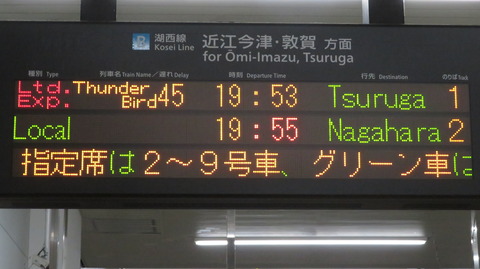 B 湖西線 近江今津・敦賀 方面
Kosei Line for Ōmi-Imazu, Tsuruga
種別 Type 列車名 Train Name／遅れ Delay 時刻 Departure Time 行先 Destination のりば Track
Ltd. Exp. Thunder Bird 45 19:53 Tsuruga 1
Local 19:55 Nagahara 2
指定席は2～9号車、グリーン車は